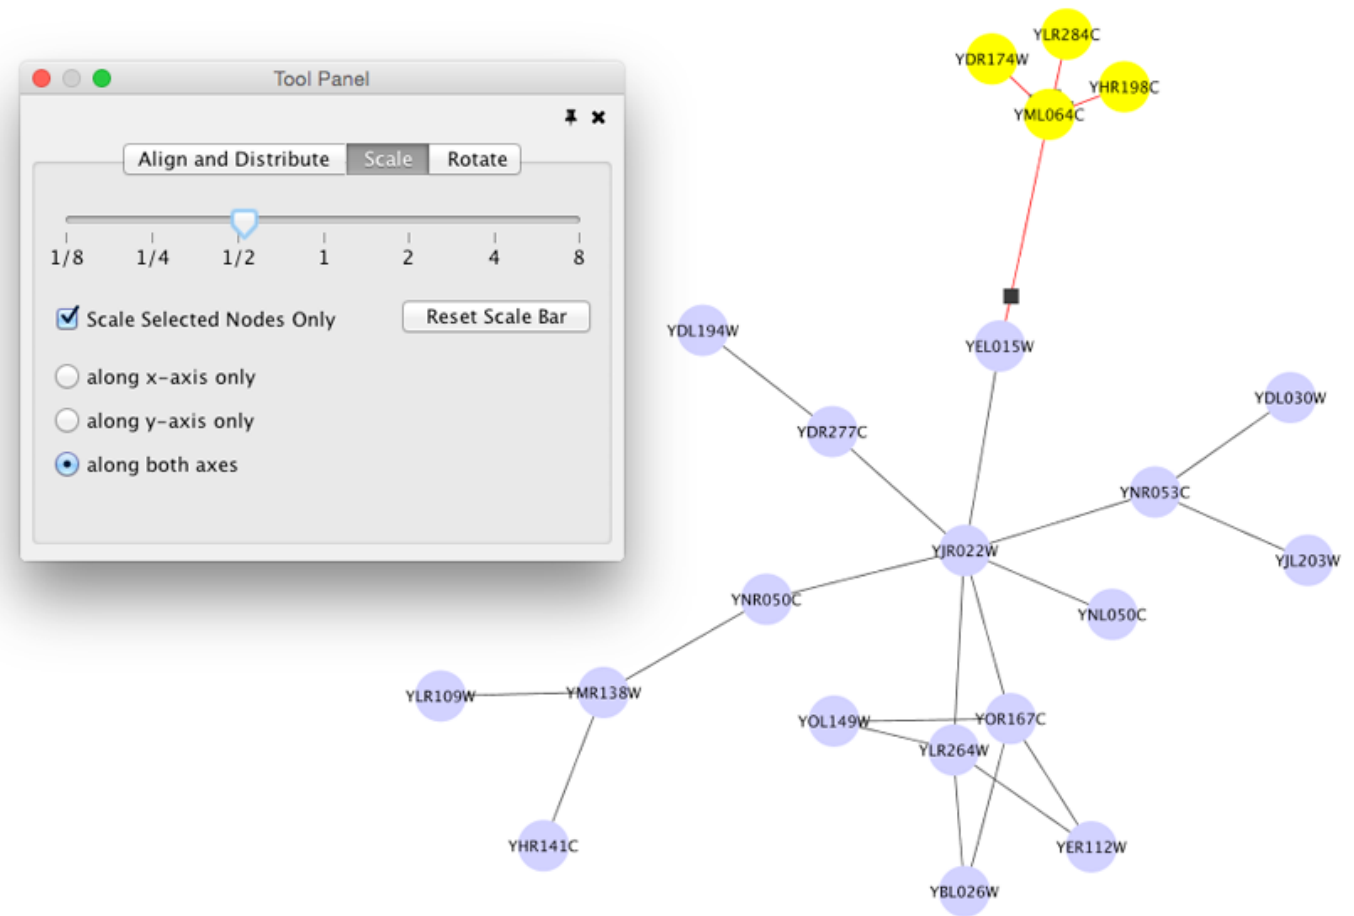 Tool Panel
Align and Distribute Scale Rotate
1/8 1/4 1/2 1 2 4 8
Scale Selected Nodes Only Reset Scale Bar
along x-axis only
along y-axis only
along both axes
YLR284C
YDR174W
YHR198C
YML064C
YDL194W
YEL015W
YDL030W
YDR277C
YNR053C
YJR022W
YJL203W
YNR050C
YNL050C
YLR109W
YMR138W
YOL149W
YOR167C
YLR264W
YHR141C
YER112W
YBL026W